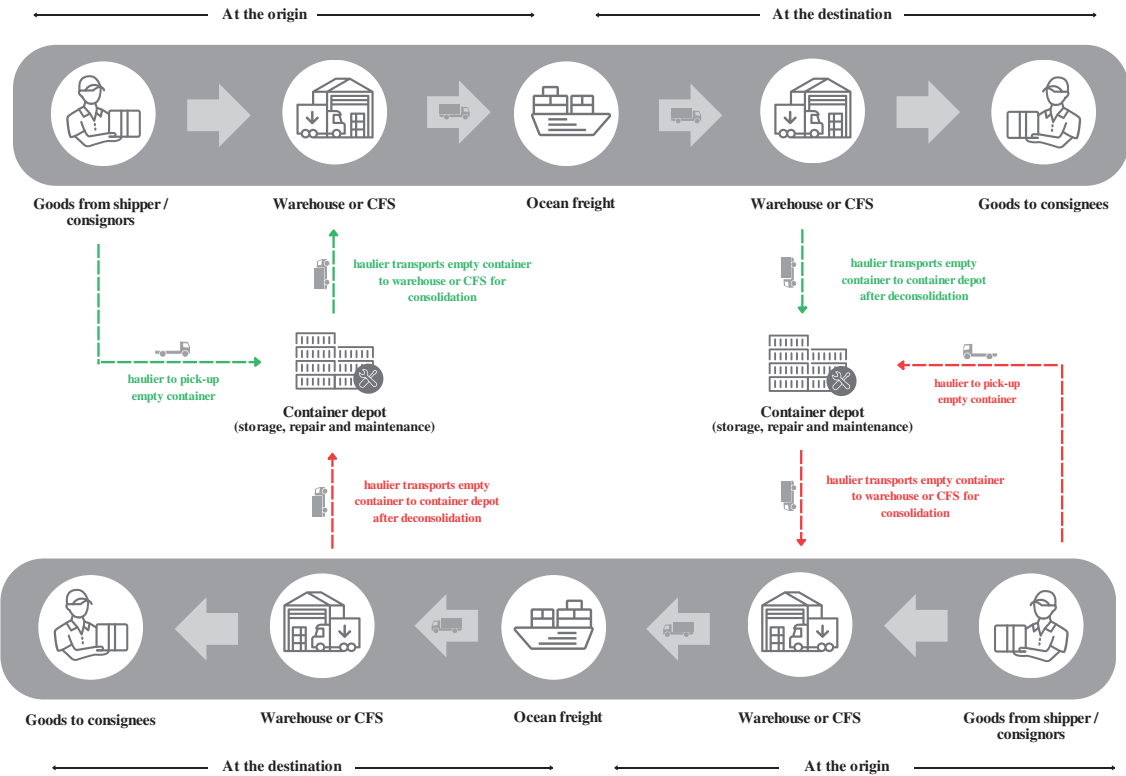 At the origin
At the destination
Goods from shipper /
consignors
Warehouse or CFS
Ocean freight
Warehouse or CFS
Goods to consignees
haulier transports empty container
to warehouse or CFS for
consolidation
haulier transports empty
container to container depot
after deconsolidation
haulier to pick-up
empty container
haulier to pick-up
empty container
Container depot
(storage, repair and maintenance)
Container depot
(storage, repair and maintenance)
haulier transports empty
container to container depot
after deconsolidation
haulier transports empty container
to warehouse or CFS for
consolidation
Goods to consignees
Warehouse or CFS
Ocean freight
Warehouse or CFS
Goods from shipper /
consignors
At the destination
At the origin